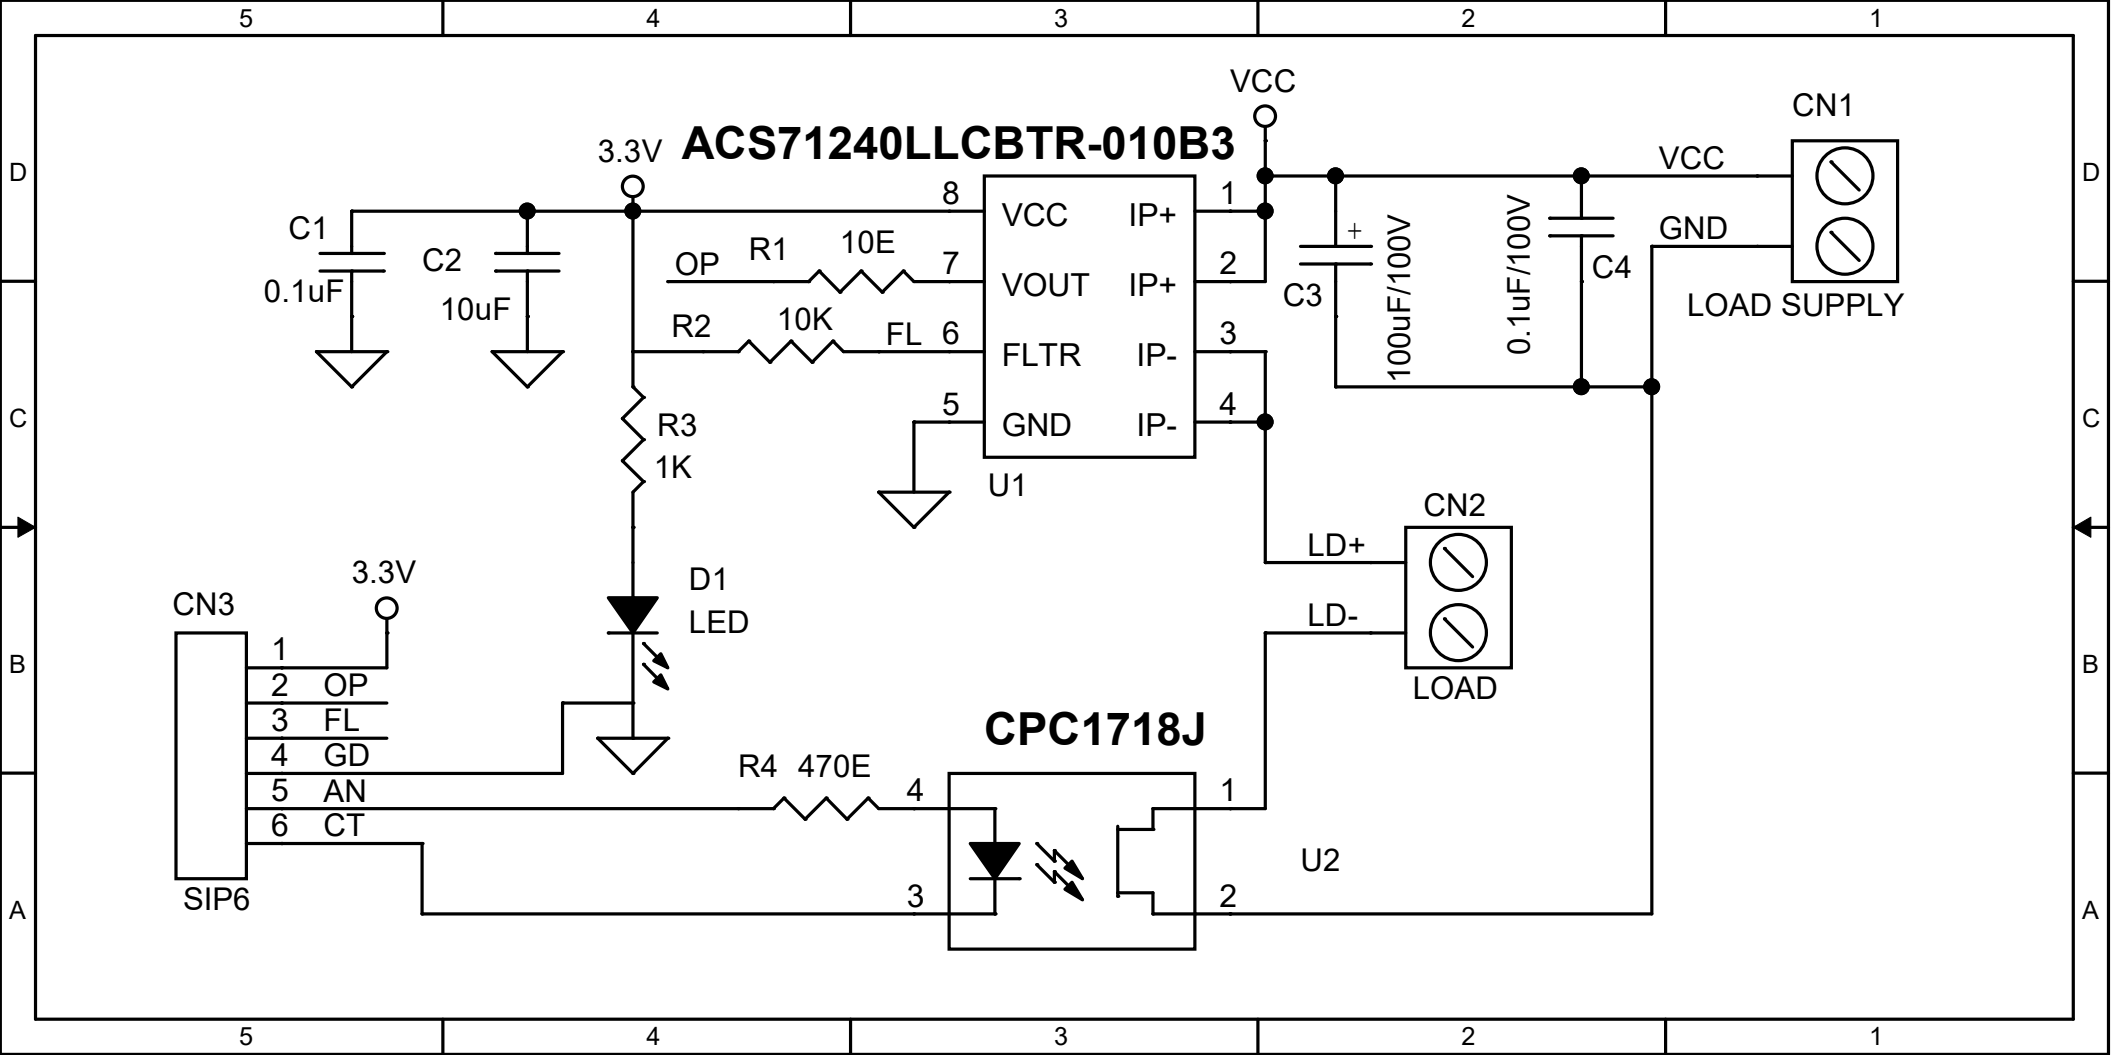 5 4 3 2 1
D D
C C
B B
A A
VCC
CN1
ACS71240LLCBTR-010B3
3.3V
VCC
GND
LOAD SUPPLY
C1
0.1uF
C2
10uF
OP R1 10E
R2 10K FL
8 VCC IP+ 1
7 VOUT IP+ 2
6 FLTR IP- 3
5 GND IP- 4
U1
+
C3
100uF/100V
0.1uF/100V
C4
R3
1K
CN2
LD+
LD-
LOAD
D1
LED
3.3V
CN3
1
2 OP
3 FL
4 GD
5 AN
6 CT
SIP6
CPC1718J
R4 470E
4 1
3 2
U2
5 4 3 2 1